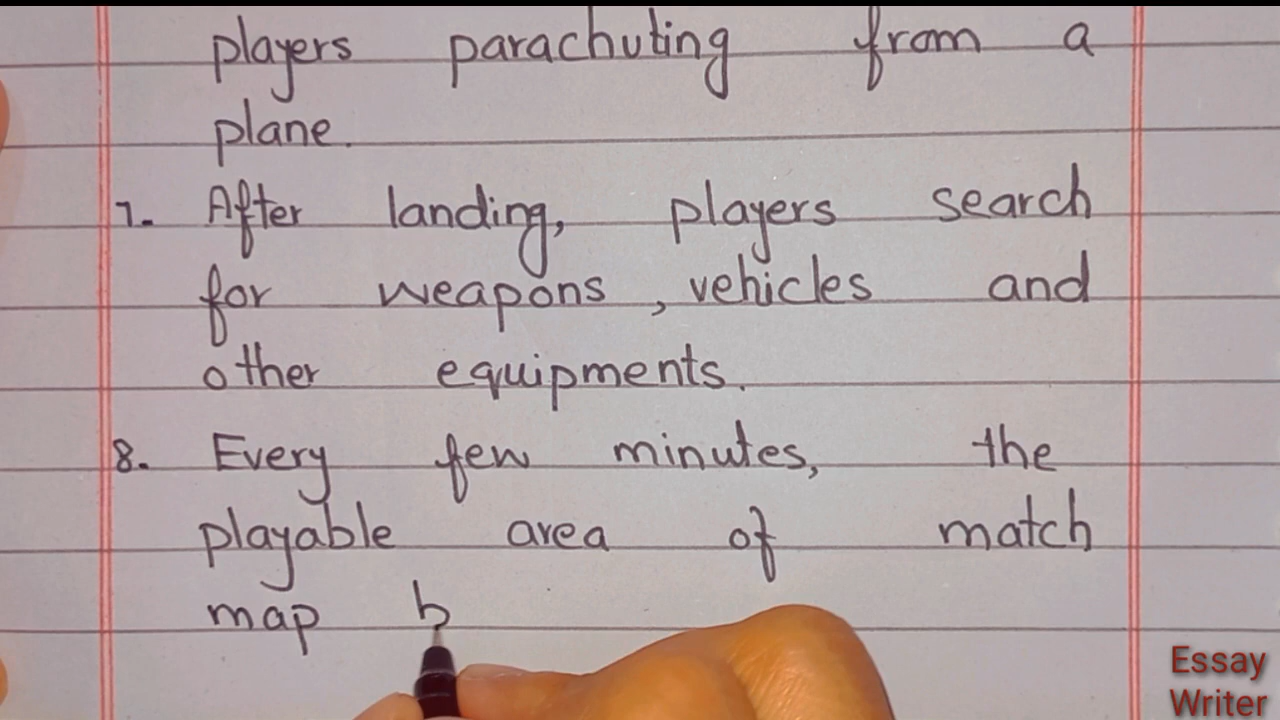 players parachuting from a
plane.
7. After landing, players search
for weapons, vehicles and
other equipments.
8. Every few minutes, the
playable area of match
map b
Essay
Writer